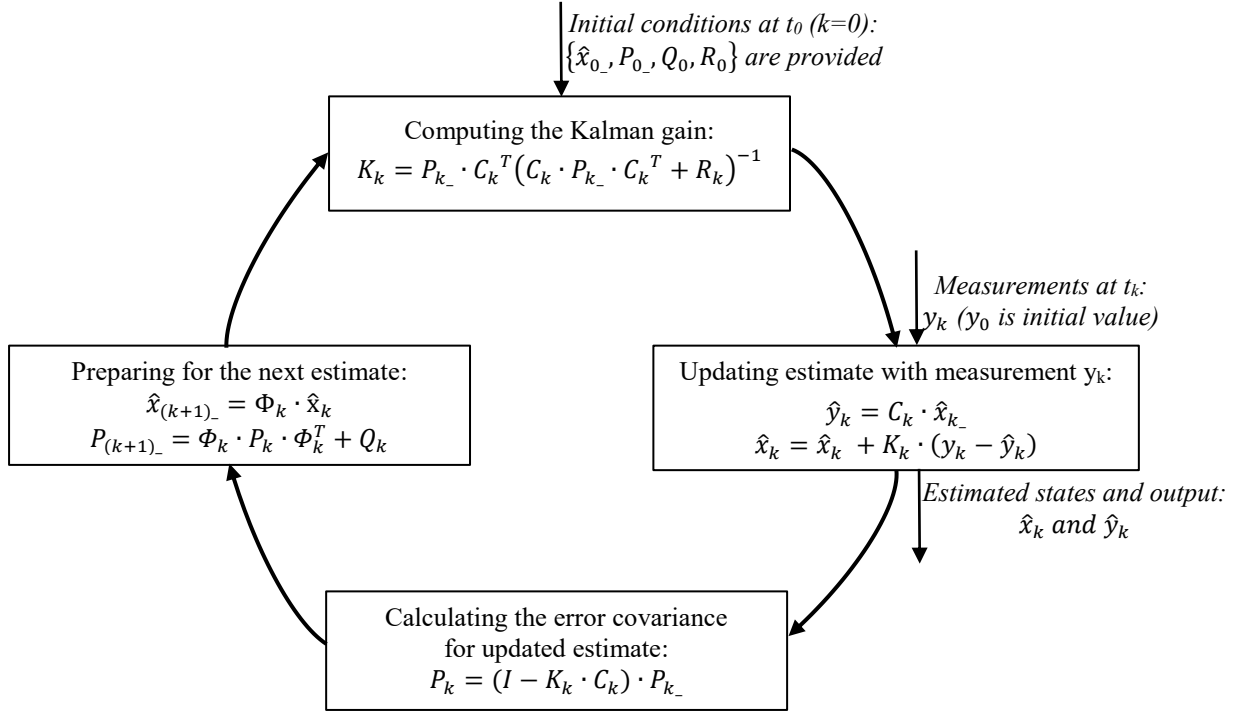 Initial conditions at t₀ (k=0):
{x̂₀_, P₀_, Q₀, R₀} are provided
Computing the Kalman gain:
Kₖ = Pₖ_ · Cₖᵀ(Cₖ · Pₖ_ · Cₖᵀ + Rₖ)⁻¹
Measurements at tₖ:
yₖ (y₀ is initial value)
Updating estimate with measurement yₖ:
ŷₖ = Cₖ · x̂ₖ_
x̂ₖ = x̂ₖ + Kₖ · (yₖ − ŷₖ)
Estimated states and output:
x̂ₖ and ŷₖ
Calculating the error covariance
for updated estimate:
Pₖ = (I − Kₖ · Cₖ) · Pₖ_
Preparing for the next estimate:
x̂₍ₖ₊₁₎_ = Φₖ · x̂ₖ
P₍ₖ₊₁₎_ = Φₖ · Pₖ · Φₖᵀ + Qₖ